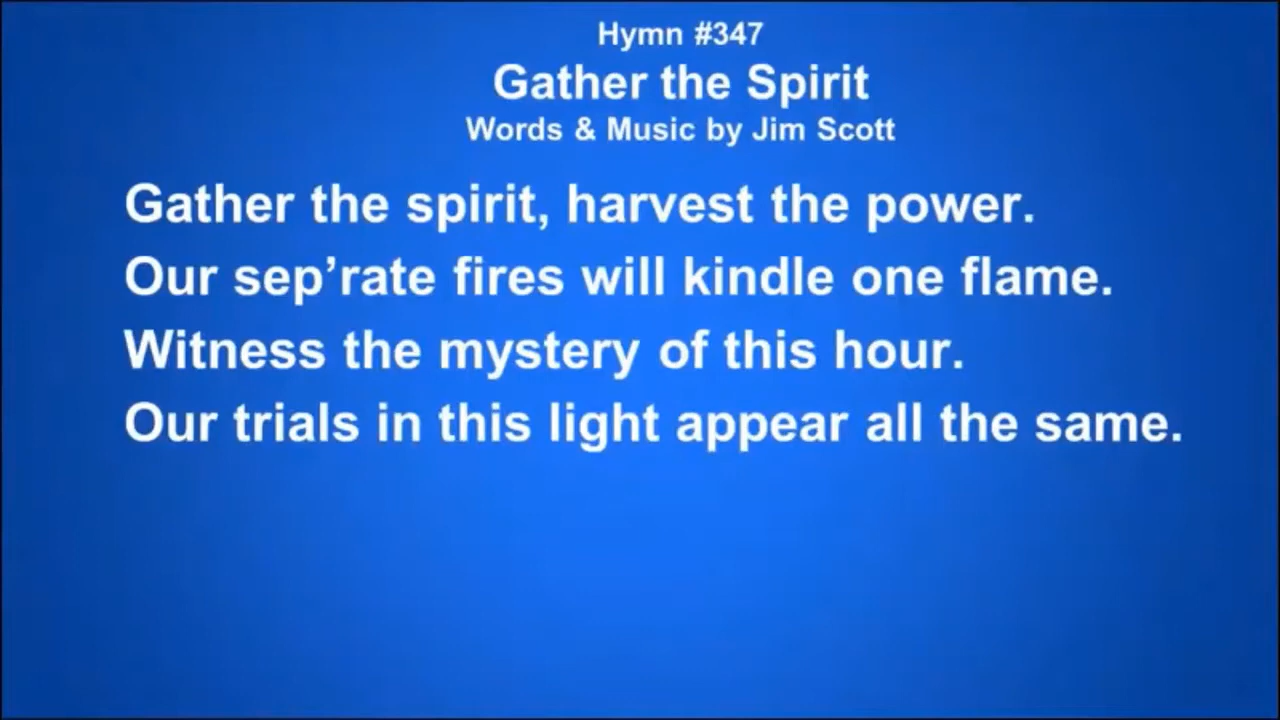 Hymn #347
Gather the Spirit
Words & Music by Jim Scott
Gather the spirit, harvest the power.
Our sep’rate fires will kindle one flame.
Witness the mystery of this hour.
Our trials in this light appear all the same.